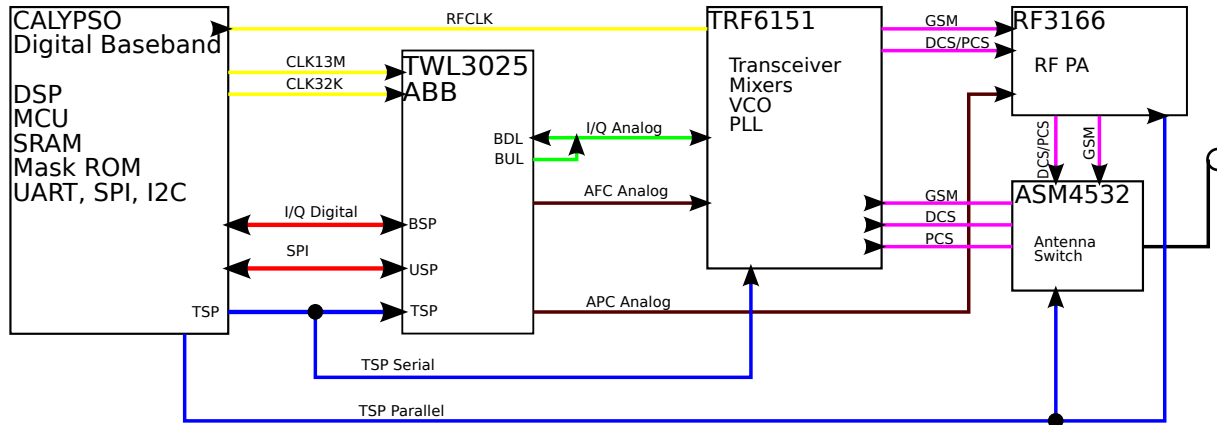 CALYPSO
Digital Baseband
DSP
MCU
SRAM
Mask ROM
UART, SPI, I2C
TSP
RFCLK
CLK13M
CLK32K
I/Q Digital
SPI
TWL3025
ABB
BDL
BUL
BSP
USP
TSP
I/Q Analog
AFC Analog
APC Analog
TSP Serial
TSP Parallel
TRF6151
Transceiver
Mixers
VCO
PLL
GSM
DCS/PCS
RF3166
RF PA
DCS/PCS
GSM
GSM
DCS
PCS
ASM4532
Antenna
Switch